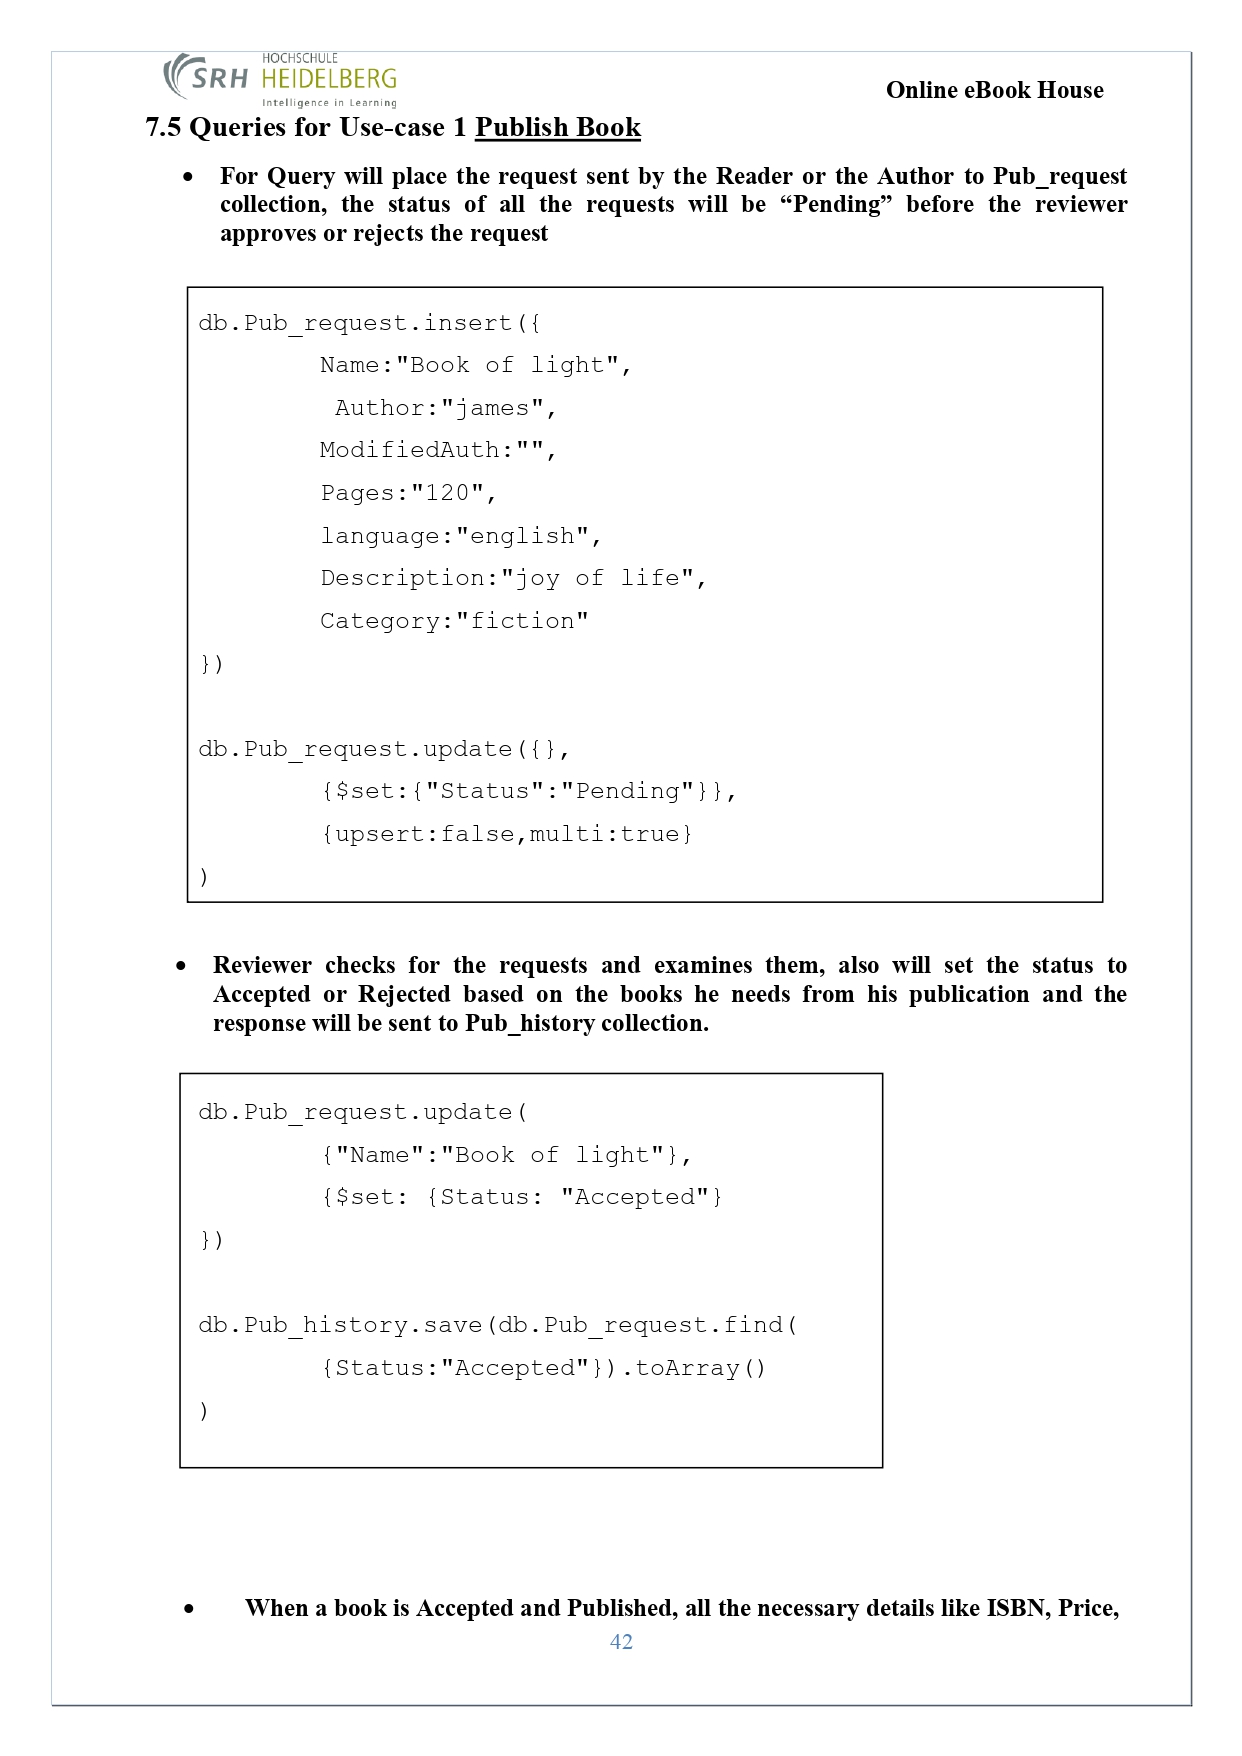 SRH HOCHSCHULE
HEIDELBERG
Intelligence in Learning
Online eBook House
7.5 Queries for Use-case 1 Publish Book
• For Query will place the request sent by the Reader or the Author to Pub_request
collection, the status of all the requests will be “Pending” before the reviewer
approves or rejects the request
db.Pub_request.insert({
Name:"Book of light",
Author:"james",
ModifiedAuth:"",
Pages:"120",
language:"english",
Description:"joy of life",
Category:"fiction"
})
db.Pub_request.update({},
{$set:{"Status":"Pending"}},
{upsert:false,multi:true}
)
• Reviewer checks for the requests and examines them, also will set the status to
Accepted or Rejected based on the books he needs from his publication and the
response will be sent to Pub_history collection.
db.Pub_request.update(
{"Name":"Book of light"},
{$set: {Status: "Accepted"}
})
db.Pub_history.save(db.Pub_request.find(
{Status:"Accepted"}).toArray()
)
• When a book is Accepted and Published, all the necessary details like ISBN, Price,
42